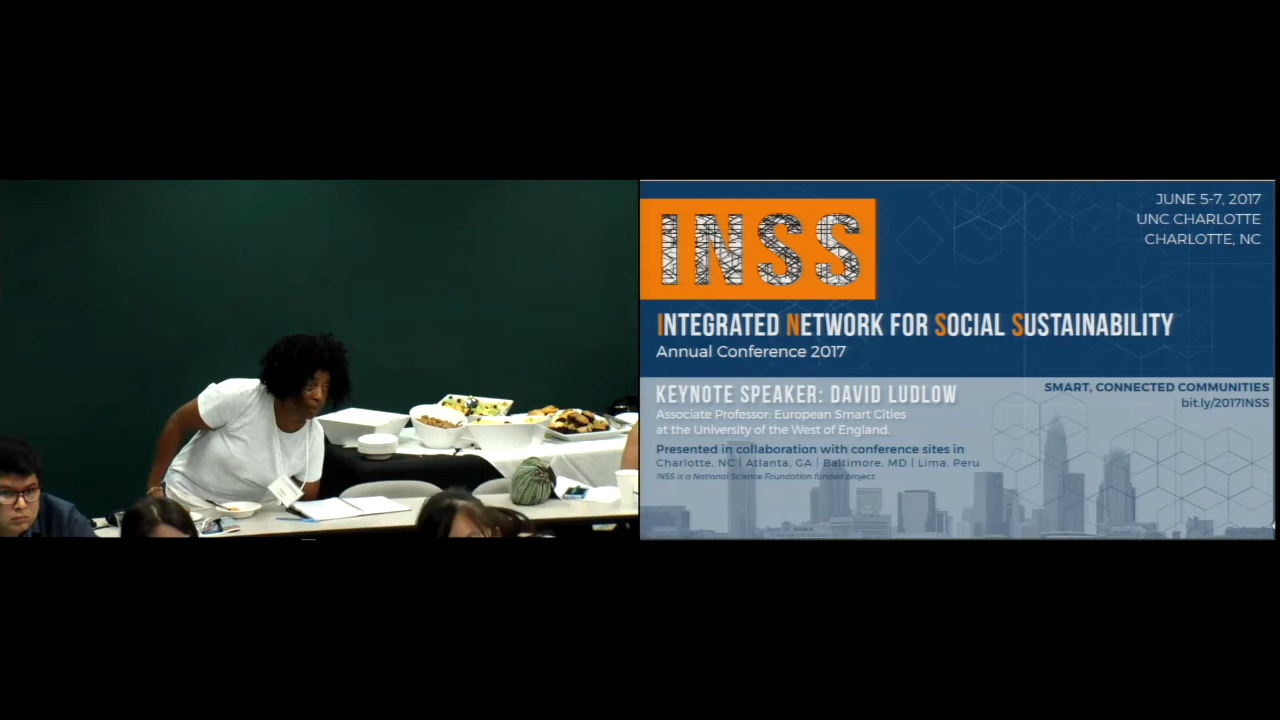 INSS
JUNE 5-7, 2017
UNC CHARLOTTE
CHARLOTTE, NC
INTEGRATED NETWORK FOR SOCIAL SUSTAINABILITY
Annual Conference 2017
KEYNOTE SPEAKER: DAVID LUDLOW
Associate Professor: European Smart Cities
at the University of the West of England.
SMART, CONNECTED COMMUNITIES
bit.ly/2017INSS
Presented in collaboration with conference sites in
Charlotte, NC | Atlanta, GA | Baltimore, MD | Lima, Peru
INSS is a National Science Foundation funded project.